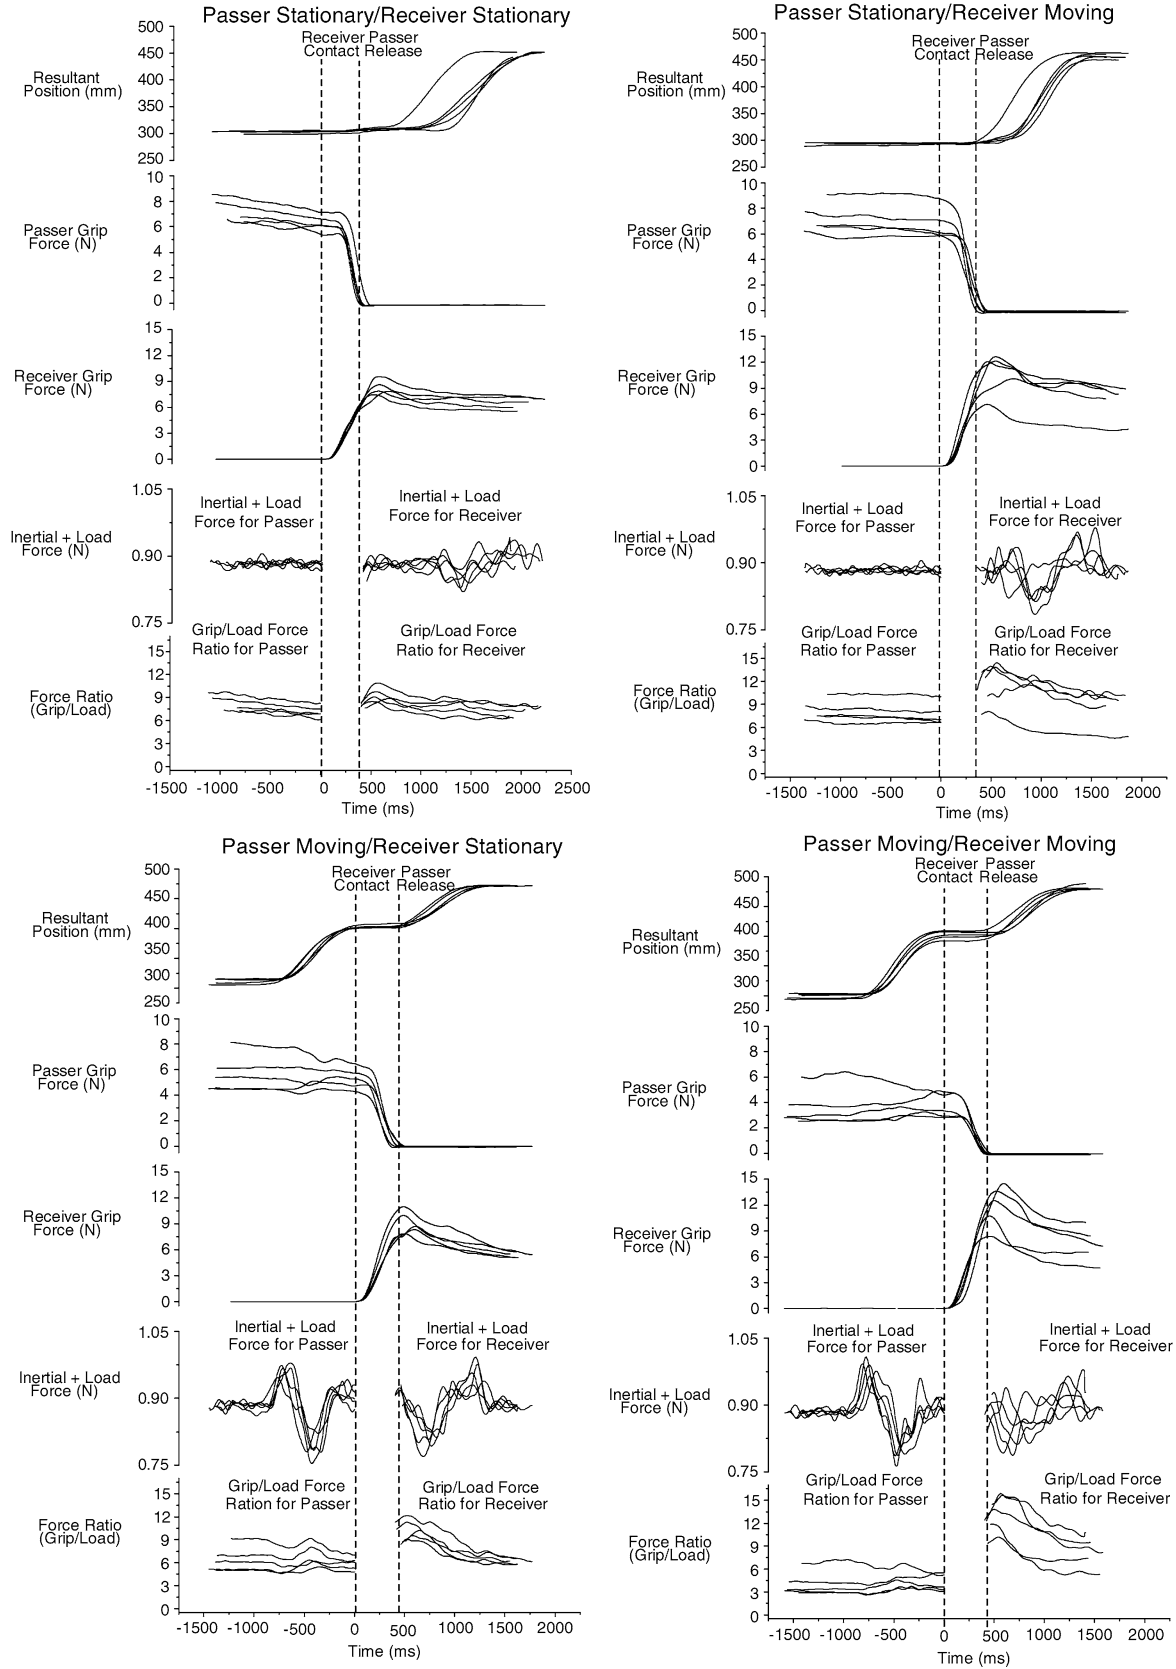 Passer Stationary/Receiver Stationary
Receiver Passer
Contact Release
500
450
400
350
300
250
Resultant
Position (mm)
10
8
6
4
2
0
Passer Grip
Force (N)
15
12
9
6
3
0
Receiver Grip
Force (N)
1.05
0.90
0.75
Inertial + Load
Force (N)
Inertial + Load
Force for Passer
Inertial + Load
Force for Receiver
Grip/Load Force
Ratio for Passer
Grip/Load Force
Ratio for Receiver
15
12
9
6
3
0
Force Ratio
(Grip/Load)
-1500 -1000 -500 0 500 1000 1500 2000 2500
Time (ms)
Passer Stationary/Receiver Moving
Receiver Passer
Contact Release
500
450
400
350
300
250
Resultant
Position (mm)
10
8
6
4
2
0
Passer Grip
Force (N)
15
12
9
6
3
0
Receiver Grip
Force (N)
1.05
0.90
0.75
Inertial + Load
Force (N)
Inertial + Load
Force for Passer
Inertial + Load
Force for Receiver
Grip/Load Force
Ratio for Passer
Grip/Load Force
Ratio for Receiver
15
12
9
6
3
0
Force Ratio
(Grip/Load)
-1500 -1000 -500 0 500 1000 1500 2000
Time (ms)
Passer Moving/Receiver Stationary
Receiver Passer
Contact Release
500
450
400
350
300
250
Resultant
Position (mm)
10
8
6
4
2
0
Passer Grip
Force (N)
15
12
9
6
3
0
Receiver Grip
Force (N)
1.05
0.90
0.75
Inertial + Load
Force (N)
Inertial + Load
Force for Passer
Inertial + Load
Force for Receiver
Grip/Load Force
Ration for Passer
Grip/Load Force
Ratio for Receiver
15
12
9
6
3
0
Force Ratio
(Grip/Load)
-1500 -1000 -500 0 500 1000 1500 2000
Time (ms)
Passer Moving/Receiver Moving
Receiver Passer
Contact Release
500
450
400
350
300
250
Resultant
Position (mm)
10
8
6
4
2
0
Passer Grip
Force (N)
15
12
9
6
3
0
Receiver Grip
Force (N)
1.05
0.90
0.75
Inertial + Load
Force (N)
Inertial + Load
Force for Passer
Inertial + Load
Force for Receiver
Grip/Load Force
Ration for Passer
Grip/Load Force
Ratio for Receiver
15
12
9
6
3
0
Force Ratio
(Grip/Load)
-1500 -1000 -500 0 500 1000 1500 2000
Time (ms)